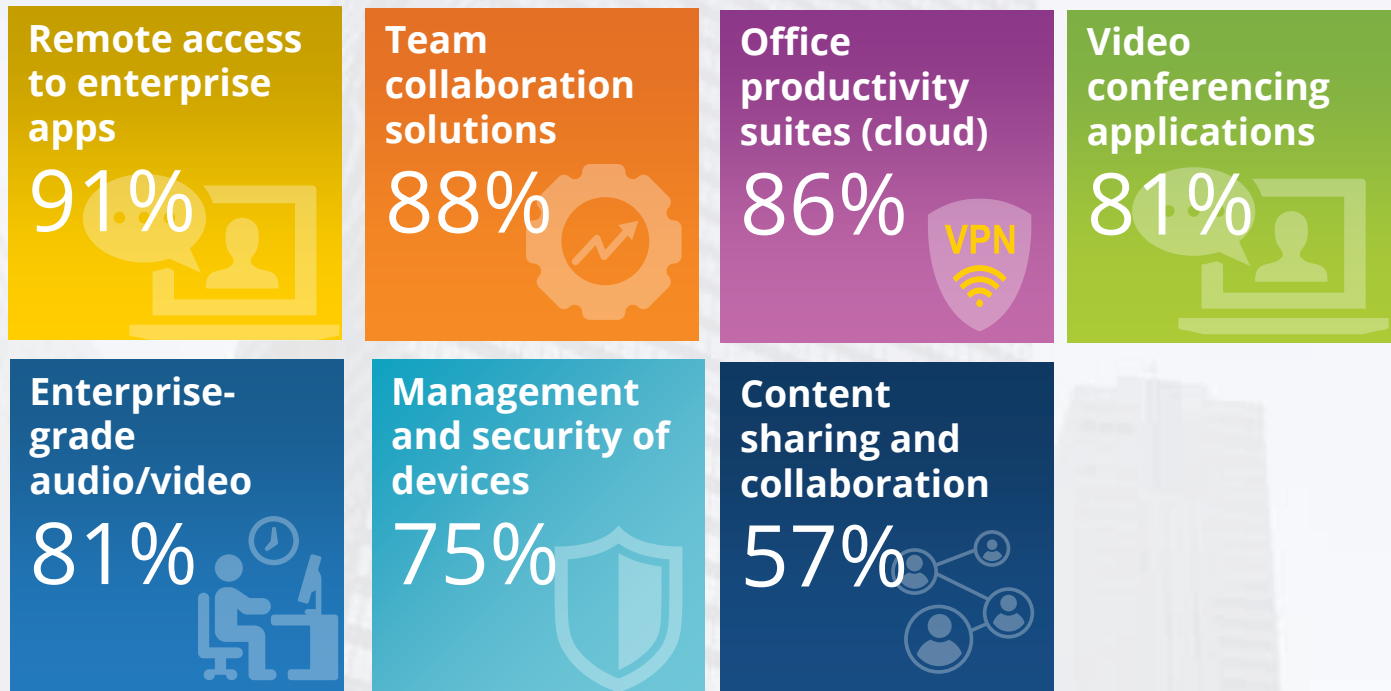 Remote access
to enterprise
apps
91%
Team
collaboration
solutions
88%
Office
productivity
suites (cloud)
86%
VPN
Video
conferencing
applications
81%
Enterprise-
grade
audio/video
81%
Management
and security of
devices
75%
Content
sharing and
collaboration
57%